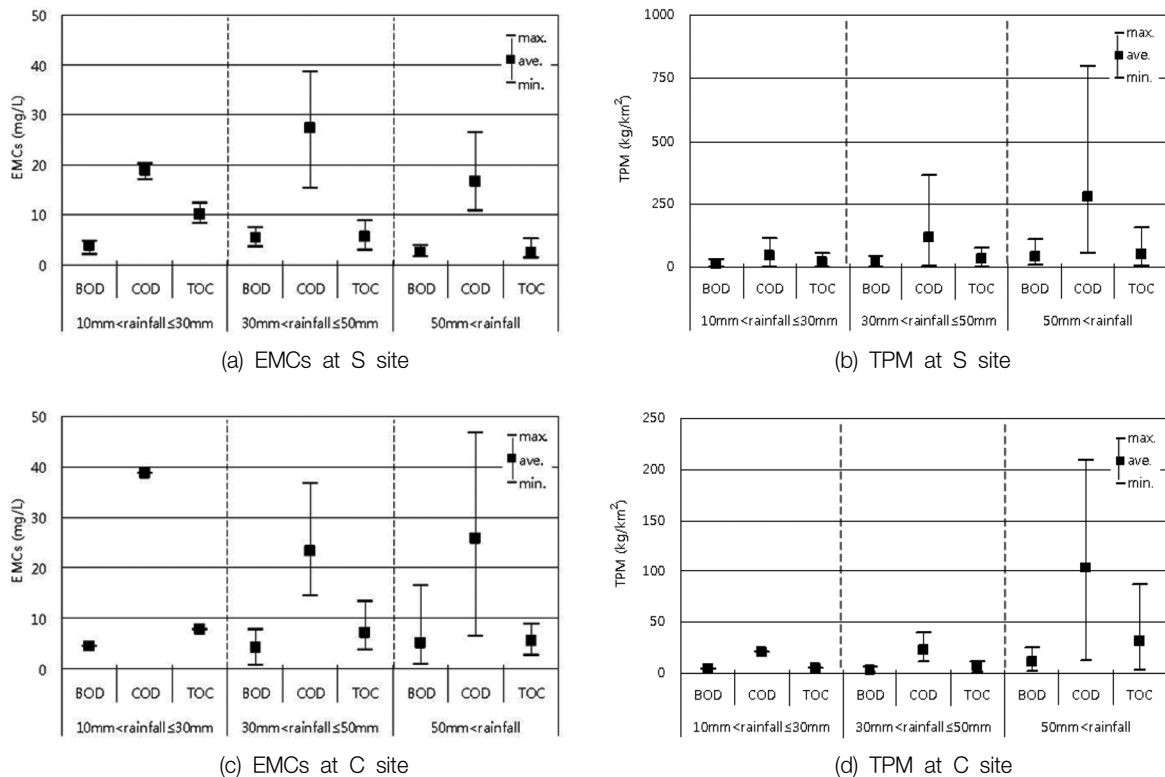 50
40
30
20
10
0
EMCs (mg/L)
max.
ave.
min.
BOD COD TOC BOD COD TOC BOD COD TOC
10mm<rainfall≤30mm 30mm<rainfall≤50mm 50mm<rainfall
(a) EMCs at S site
1000
750
500
250
0
TPM (kg/km²)
max.
ave.
min.
BOD COD TOC BOD COD TOC BOD COD TOC
10mm<rainfall≤30mm 30mm<rainfall≤50mm 50mm<rainfall
(b) TPM at S site
50
40
30
20
10
0
EMCs (mg/L)
max.
ave.
min.
BOD COD TOC BOD COD TOC BOD COD TOC
10mm<rainfall≤30mm 30mm<rainfall≤50mm 50mm<rainfall
(c) EMCs at C site
250
200
150
100
50
0
TPM (kg/km²)
max.
ave.
min.
BOD COD TOC BOD COD TOC BOD COD TOC
10mm<rainfall≤30mm 30mm<rainfall≤50mm 50mm<rainfall
(d) TPM at C site